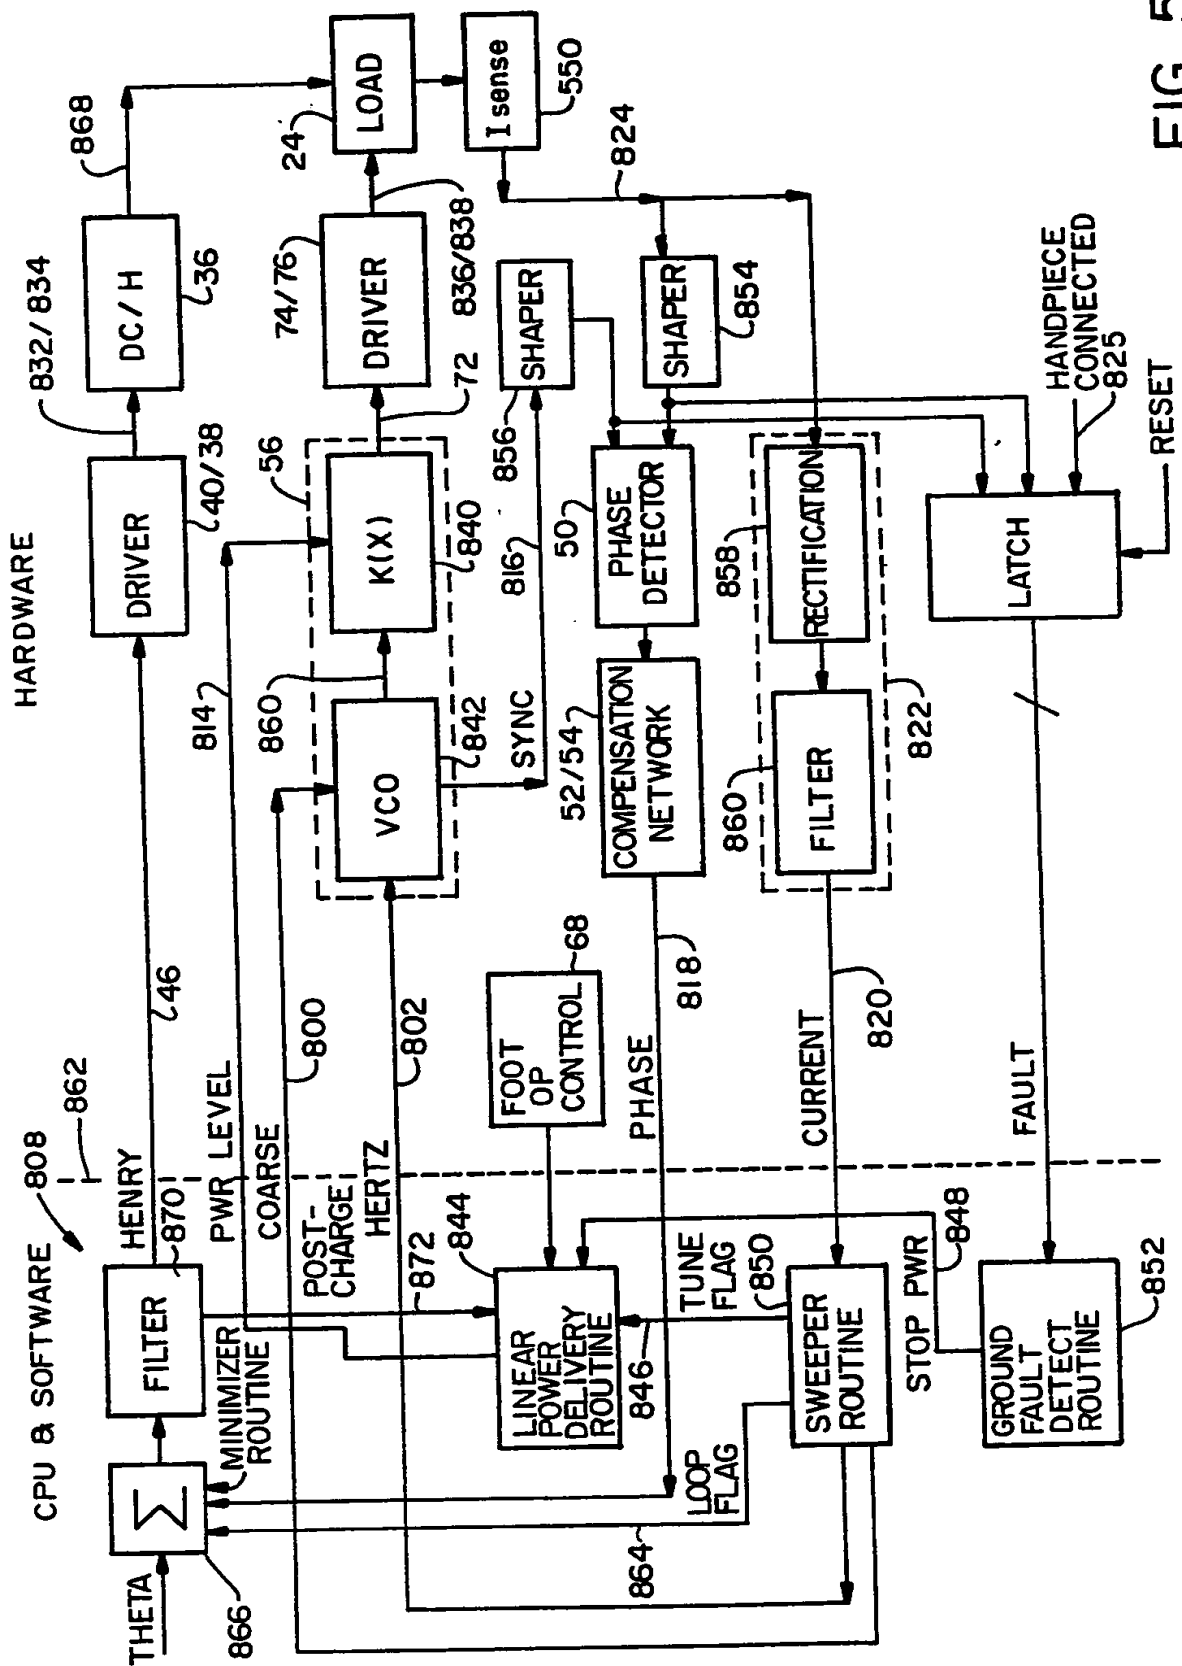 CPU & SOFTWARE
808
862
HARDWARE
THETA
866
Σ
MINIMIZER
ROUTINE
FILTER
870
HENRY
46
DRIVER
40/38
832/834
DC/H
36
868
PWR LEVEL
814
COARSE
800
POST-
CHARGE
872
HERTZ
802
VCO
842
860
K(X)
840
56
72
DRIVER
74/76
836/838
LOAD
24
I sense
550
824
SYNC
816
SHAPER
856
SHAPER
854
LINEAR
POWER
DELIVERY
ROUTINE
844
FOOT
OP
CONTROL
68
PHASE
818
COMPENSATION
NETWORK
52/54
PHASE
DETECTOR
50
846
TUNE
FLAG
850
LOOP
FLAG
864
SWEEPER
ROUTINE
CURRENT
820
FILTER
860
RECTIFICATION
858
822
STOP PWR
848
GROUND
FAULT
DETECT
ROUTINE
852
FAULT
LATCH
HANDPIECE
CONNECTED
825
RESET
FIG. 5